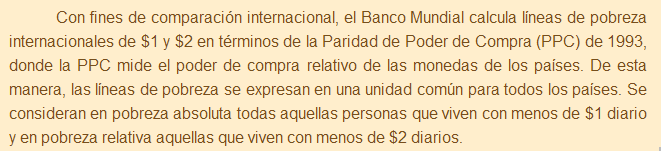 Con fines de comparación internacional, el Banco Mundial calcula líneas de pobreza
internacionales de $1 y $2 en términos de la Paridad de Poder de Compra (PPC) de 1993,
donde la PPC mide el poder de compra relativo de las monedas de los países. De esta
manera, las líneas de pobreza se expresan en una unidad común para todos los países. Se
consideran en pobreza absoluta todas aquellas personas que viven con menos de $1 diario
y en pobreza relativa aquellas que viven con menos de $2 diarios.